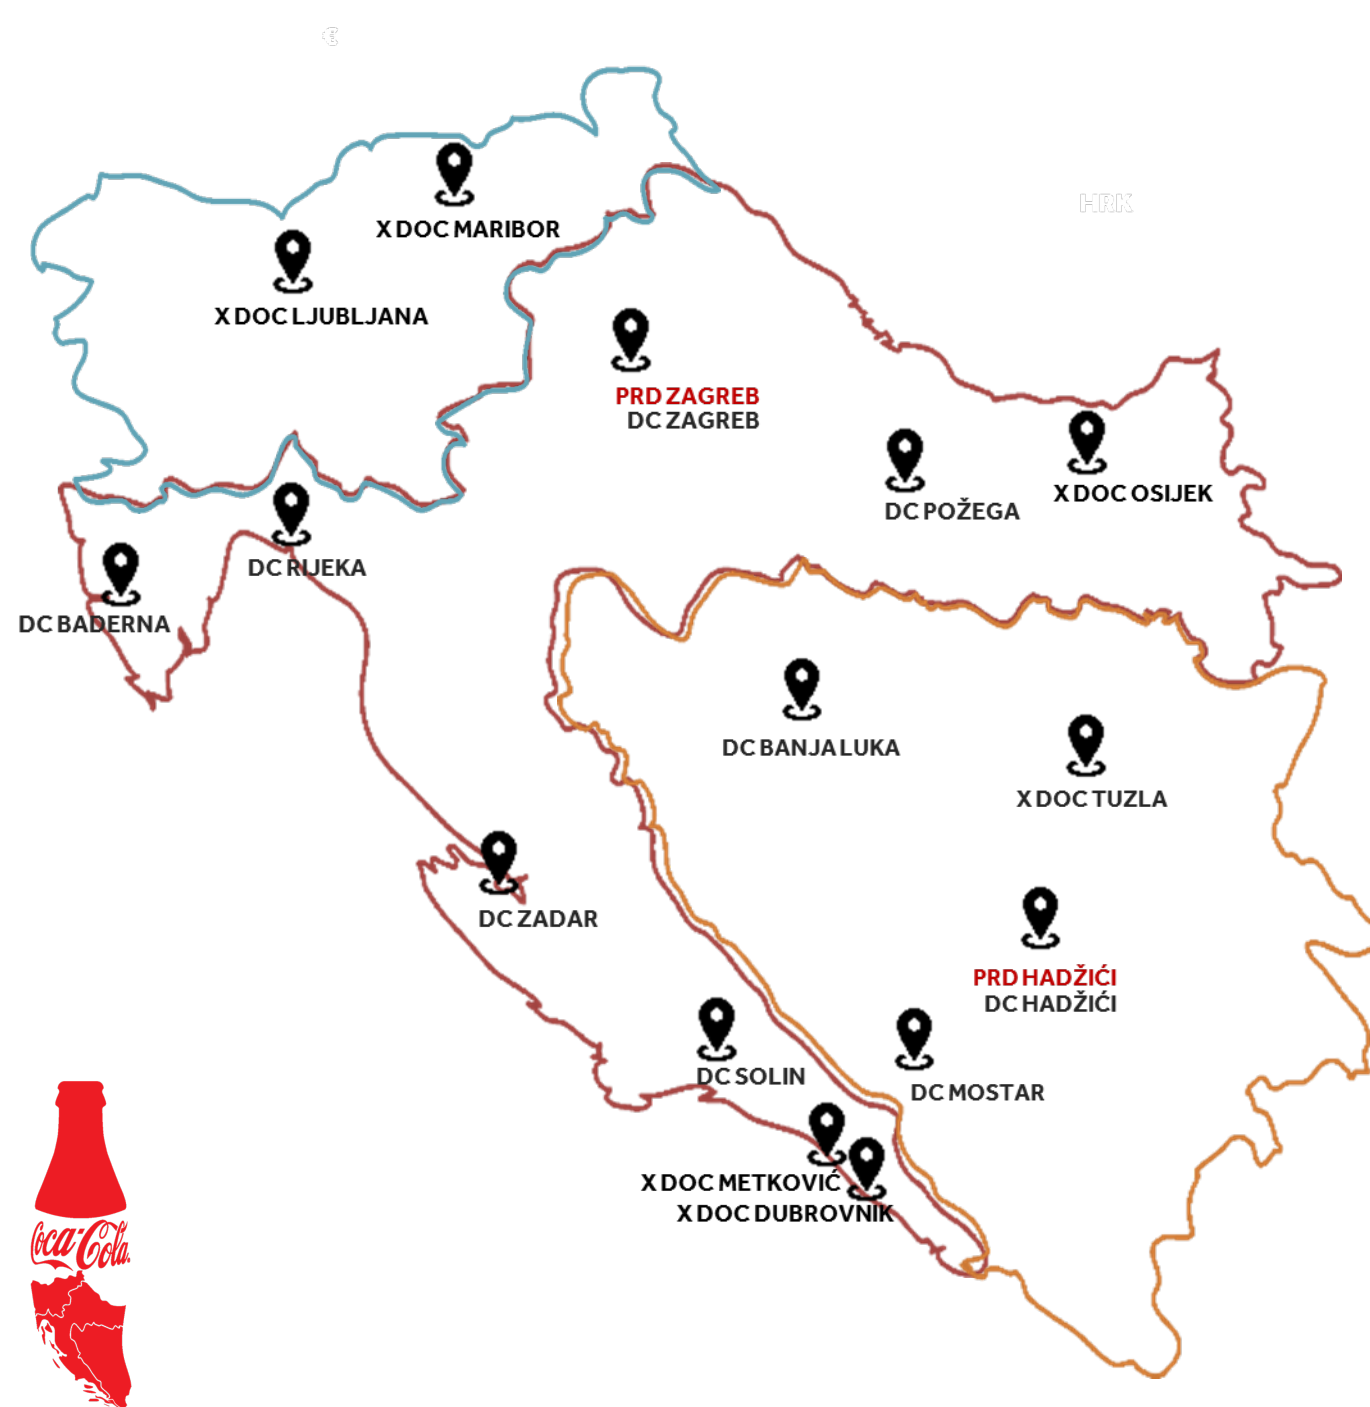 €
HRK
X DOC MARIBOR
X DOC LJUBLJANA
PRD ZAGREB
DC ZAGREB
X DOC OSIJEK
DC POŽEGA
DC RIJEKA
DC BADERNA
DC BANJA LUKA
X DOC TUZLA
DC ZADAR
PRD HADŽIĆI
DC HADŽIĆI
DC SOLIN
DC MOSTAR
X DOC METKOVIĆ
X DOC DUBROVNIK
Coca-Cola